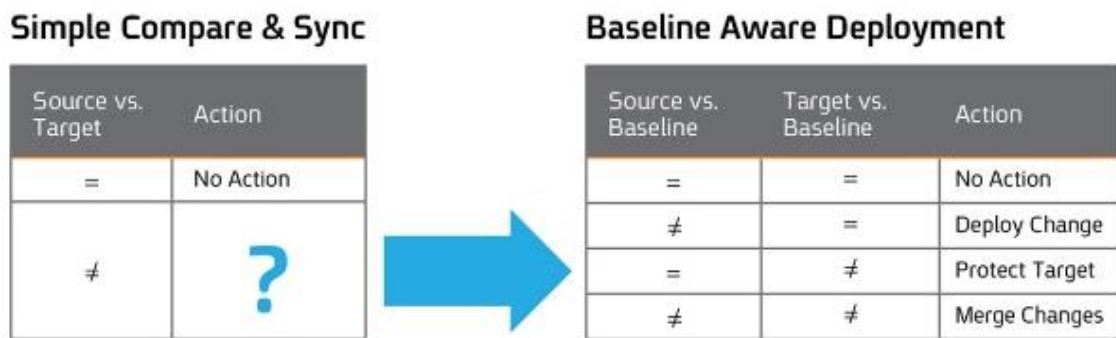 Simple Compare & Sync
Source vs. Target
Action
=
No Action
≠
?
Baseline Aware Deployment
Source vs. Baseline
Target vs. Baseline
Action
= = No Action
≠ = Deploy Change
= ≠ Protect Target
≠ ≠ Merge Changes